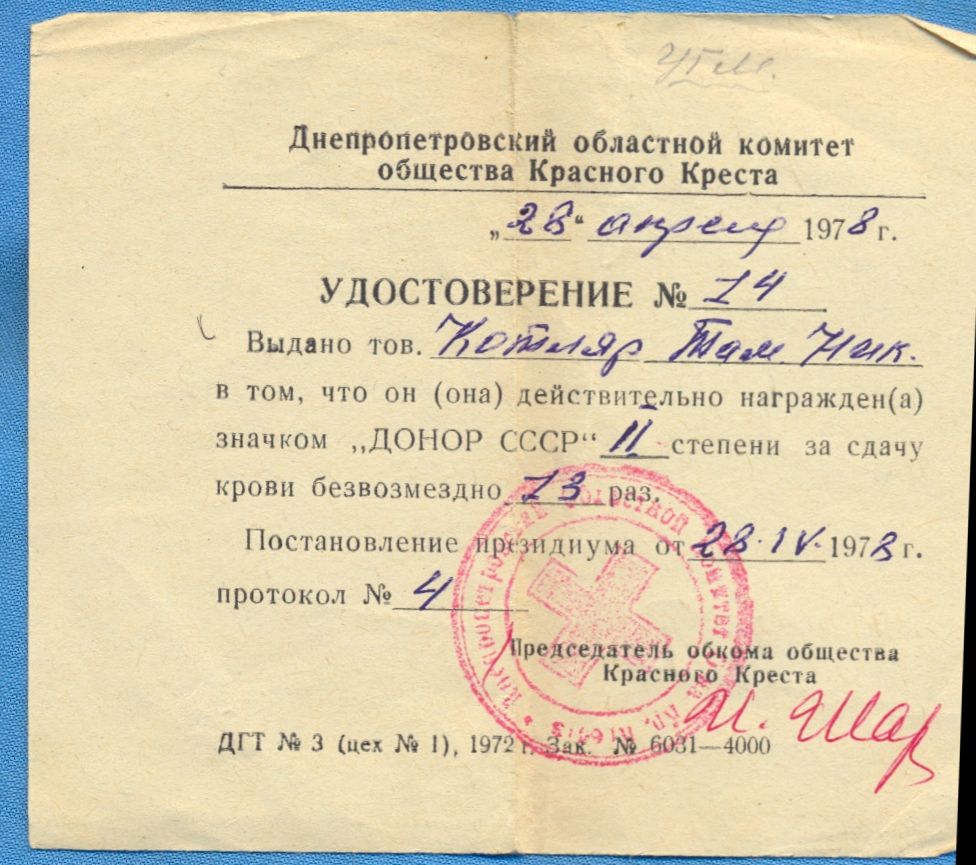 УТМ.
Днепропетровский областной комитет
общества Красного Креста
„28“ апреля 1978 г.
УДОСТОВЕРЕНИЕ № 14
Выдано тов. Котляр Там. Ник.
в том, что он (она) действительно награжден(а)
значком „ДОНОР СССР“ II степени за сдачу
крови безвозмездно 13 раз.
Постановление президиума от 28.IV.1978 г.
протокол № 4
Председатель обкома общества
Красного Креста
ДГТ № 3 (цех № 1), 1972 г. Зак. № 6031—4000